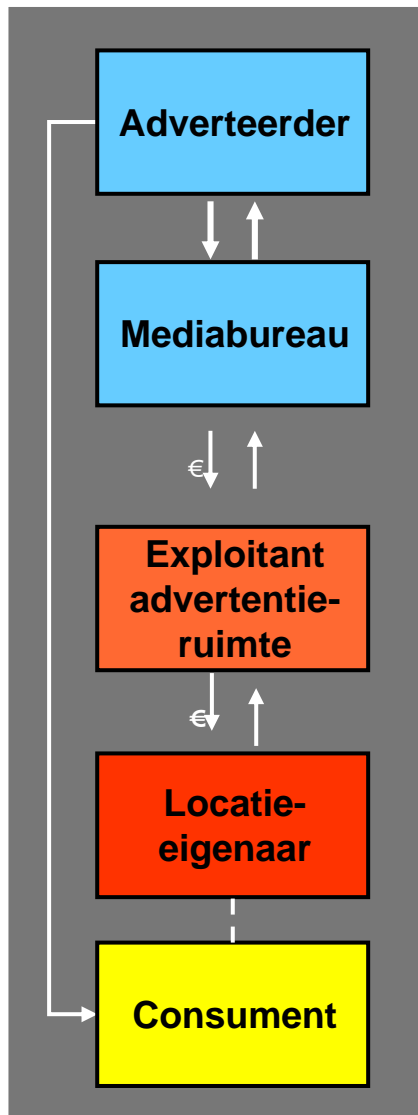 Adverteerder
Mediabureau
€
Exploitant
advertentie-
ruimte
€
Locatie-
eigenaar
Consument